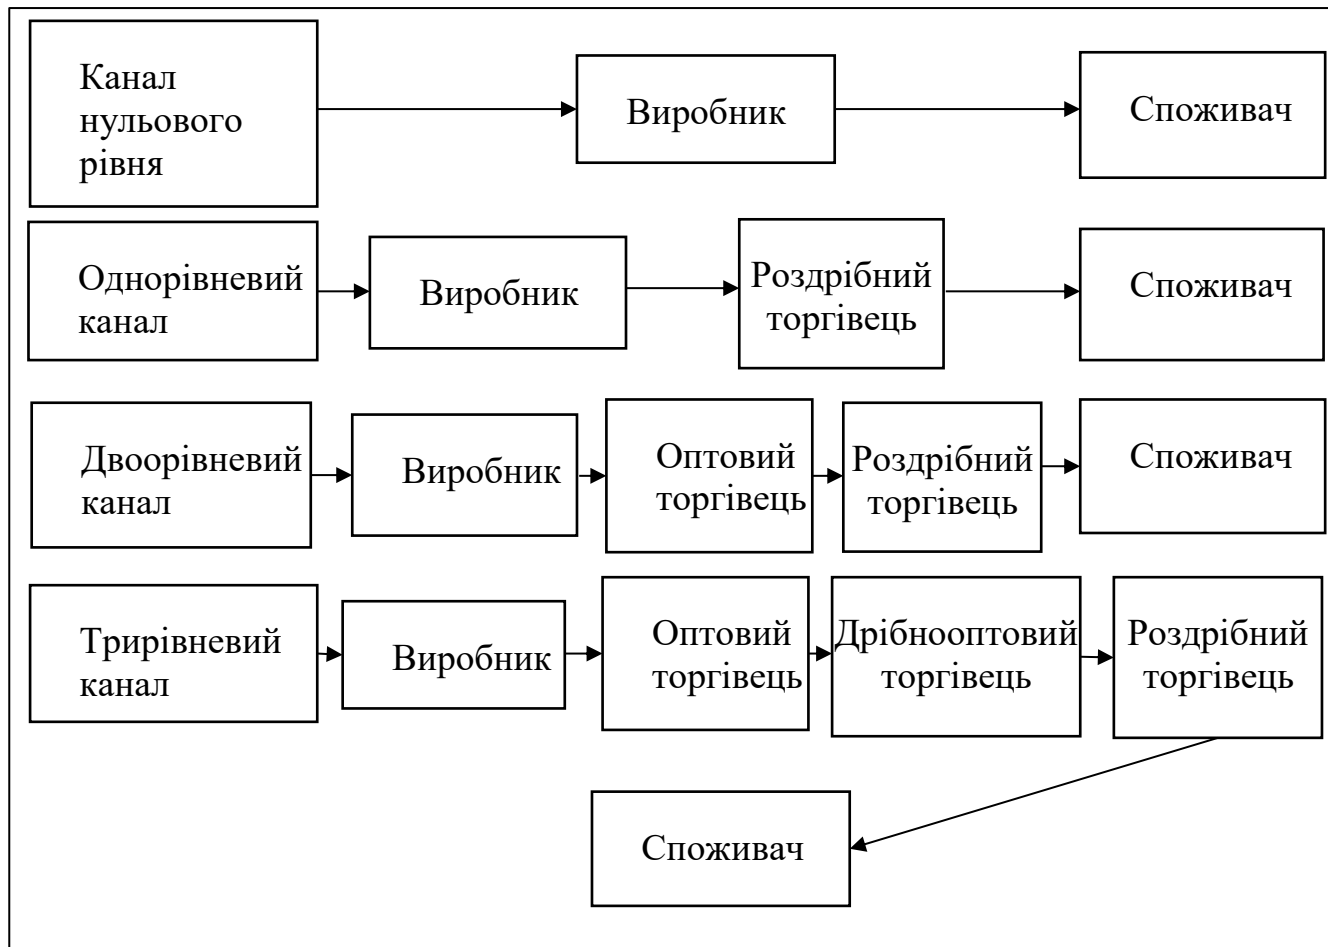 Канал
нульового
рівня
Виробник
Споживач
Однорівневий
канал
Виробник
Роздрібний
торгівець
Споживач
Двоорівневий
канал
Виробник
Оптовий
торгівець
Роздрібний
торгівець
Споживач
Трирівневий
канал
Виробник
Оптовий
торгівець
Дрібнооптовий
торгівець
Роздрібний
торгівець
Споживач